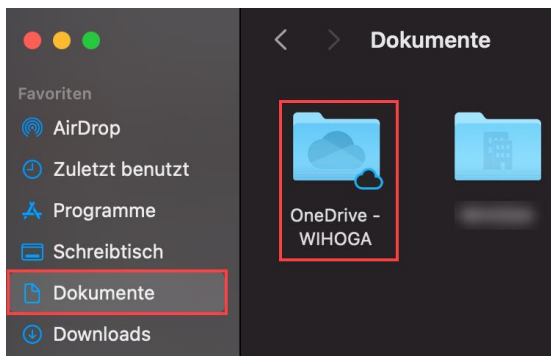 Dokumente
Favoriten
AirDrop
Zuletzt benutzt
Programme
Schreibtisch
Dokumente
Downloads
OneDrive -
WIHOGA